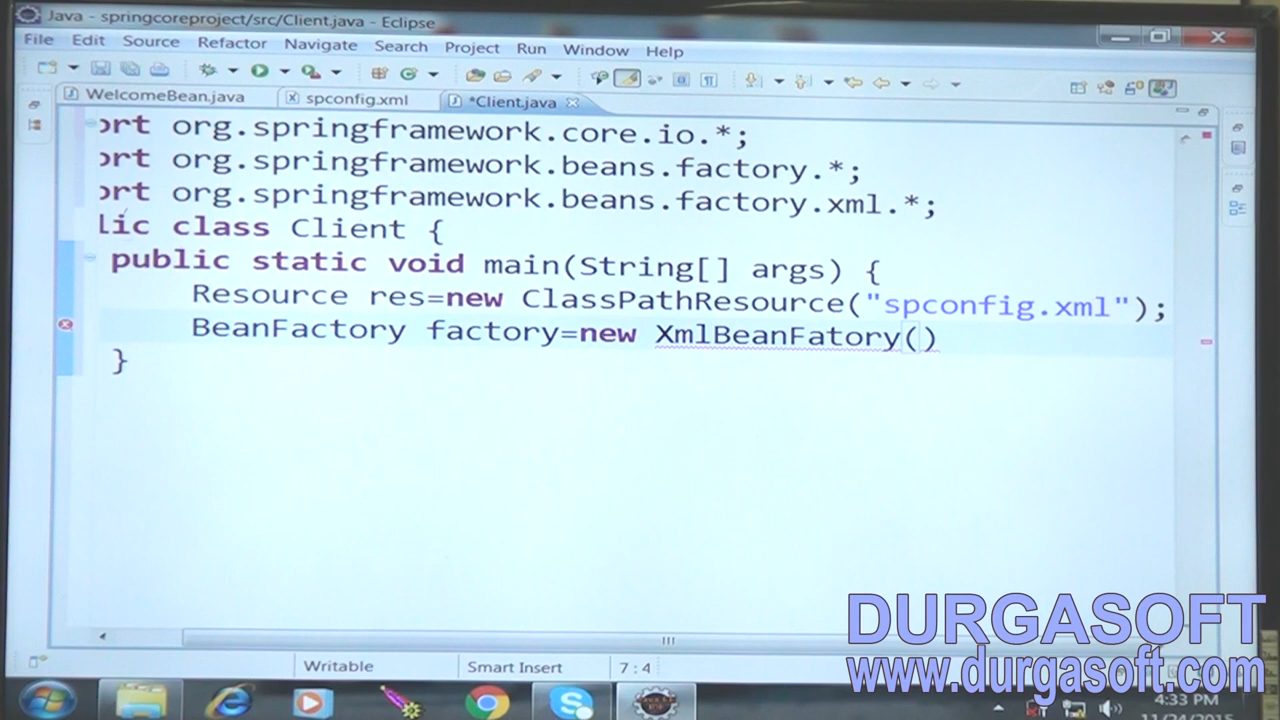 Java - springcoreproject/src/Client.java - Eclipse
File Edit Source Refactor Navigate Search Project Run Window Help
WelcomeBean.java spconfig.xml *Client.java
ort org.springframework.core.io.*;
ort org.springframework.beans.factory.*;
ort org.springframework.beans.factory.xml.*;
lic class Client {
public static void main(String[] args) {
Resource res=new ClassPathResource("spconfig.xml");
BeanFactory factory=new XmlBeanFatory()
}
DURGASOFT
www.durgasoft.com
Writable Smart Insert 7 : 4
4:33 PM